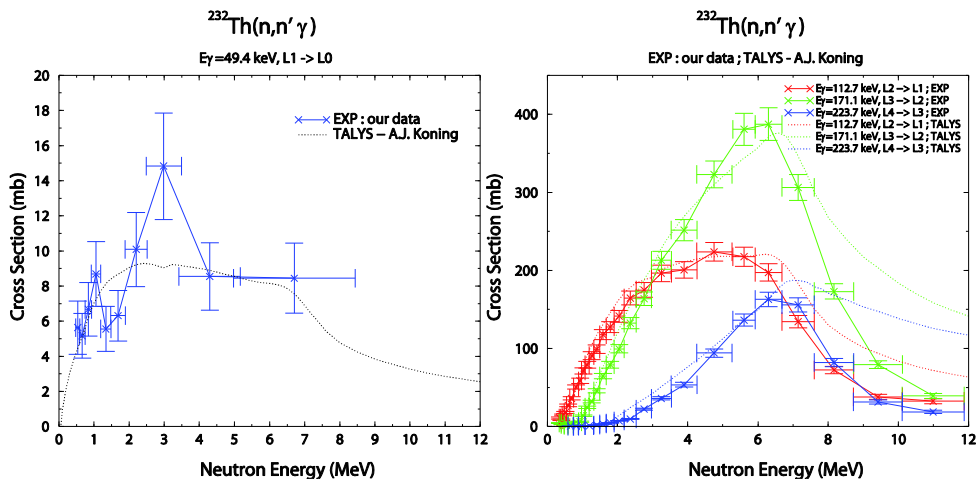 ²³²Th(n,n′ γ)
Eγ=49.4 keV, L1 -> L0
20
18
16
14
12
10
8
6
4
2
0
Cross Section (mb)
EXP : our data
TALYS – A.J. Koning
0 1 2 3 4 5 6 7 8 9 10 11 12
Neutron Energy (MeV)
²³²Th(n,n′ γ)
EXP : our data ; TALYS - A.J. Koning
400
300
200
100
0
Cross Section (mb)
Eγ=112.7 keV, L2 -> L1 ; EXP
Eγ=171.1 keV, L3 -> L2 ; EXP
Eγ=223.7 keV, L4 -> L3 ; EXP
Eγ=112.7 keV, L2 -> L1 ; TALYS
Eγ=171.1 keV, L3 -> L2 ; TALYS
Eγ=223.7 keV, L4 -> L3 ; TALYS
0 2 4 6 8 10 12
Neutron Energy (MeV)